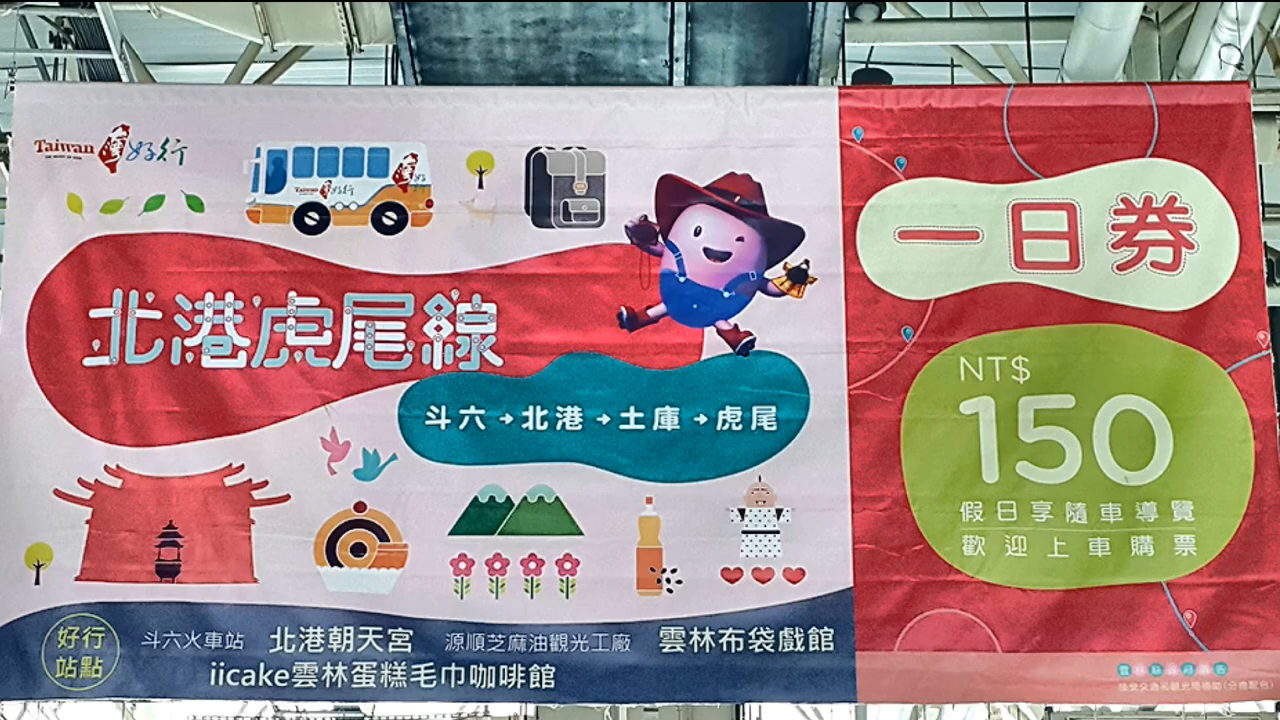 Taiwan 臺灣好行
Taiwan 好行
北港虎尾線
斗六→北港→土庫→虎尾
好行
站點
斗六火車站 北港朝天宮 源順芝麻油觀光工廠 雲林布袋戲館
iicake雲林蛋糕毛巾咖啡館
一日券
NT$
150
假日享隨車導覽
歡迎上車購票